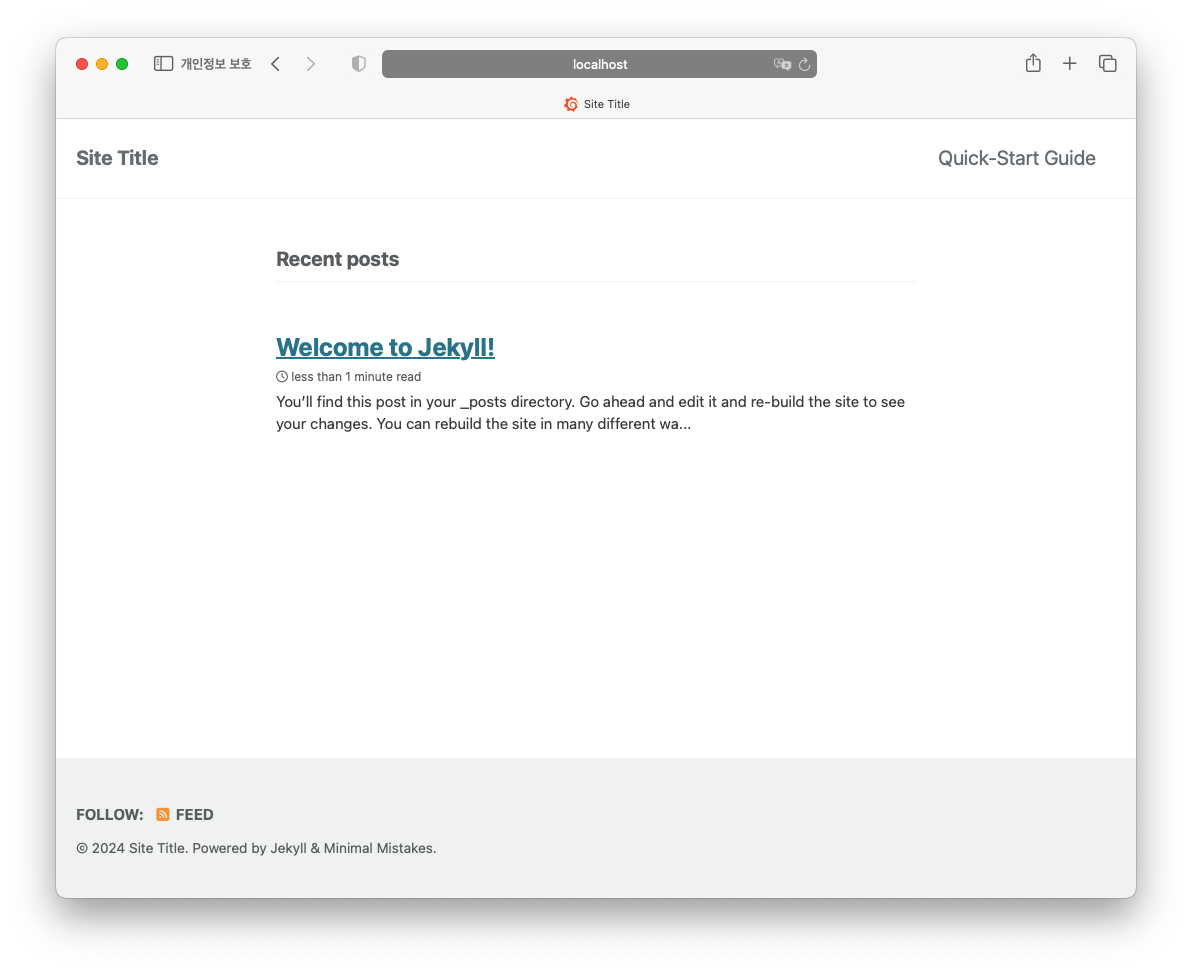 개인정보 보호
localhost
Site Title
Site Title
Quick-Start Guide
Recent posts
Welcome to Jekyll!
less than 1 minute read
You’ll find this post in your _posts directory. Go ahead and edit it and re-build the site to see
your changes. You can rebuild the site in many different wa...
FOLLOW: FEED
© 2024 Site Title. Powered by Jekyll & Minimal Mistakes.